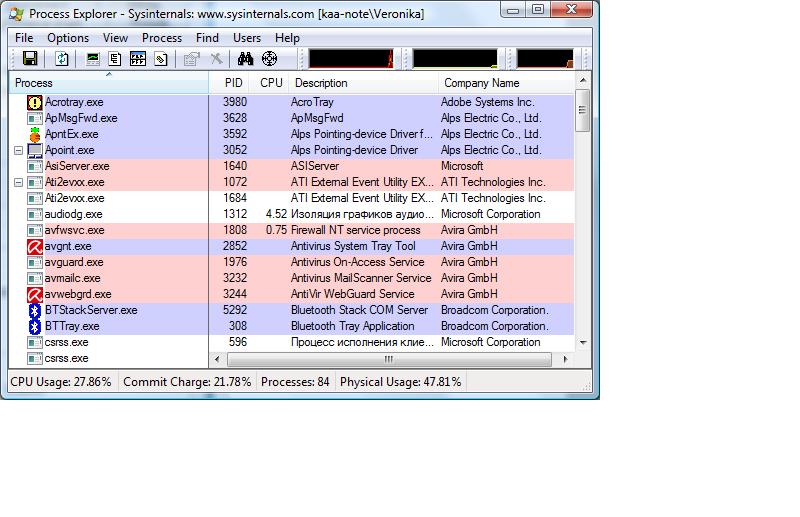 Process Explorer - Sysinternals: www.sysinternals.com [kaa-note\Veronika]
File Options View Process Find Users Help
Process PID CPU Description Company Name
Acrotray.exe 3980 AcroTray Adobe Systems Inc.
ApMsgFwd.exe 3628 ApMsgFwd Alps Electric Co., Ltd.
ApntEx.exe 3592 Alps Pointing-device Driver f... Alps Electric Co., Ltd.
Apoint.exe 3052 Alps Pointing-device Driver Alps Electric Co., Ltd.
AsiServer.exe 1640 ASIServer Microsoft
Ati2evxx.exe 1072 ATI External Event Utility EX... ATI Technologies Inc.
Ati2evxx.exe 1684 ATI External Event Utility EX... ATI Technologies Inc.
audiodg.exe 1312 4.52 Изоляция графиков аудио... Microsoft Corporation
avfwsvc.exe 1808 0.75 Firewall NT service process Avira GmbH
avgnt.exe 2852 Antivirus System Tray Tool Avira GmbH
avguard.exe 1976 Antivirus On-Access Service Avira GmbH
avmailc.exe 3232 Antivirus MailScanner Service Avira GmbH
avwebgrd.exe 3244 AntiVir WebGuard Service Avira GmbH
BTStackServer.exe 5292 Bluetooth Stack COM Server Broadcom Corporation.
BTTray.exe 308 Bluetooth Tray Application Broadcom Corporation.
csrss.exe 596 Процесс исполнения клие... Microsoft Corporation
csrss.exe
CPU Usage: 27.86% Commit Charge: 21.78% Processes: 84 Physical Usage: 47.81%